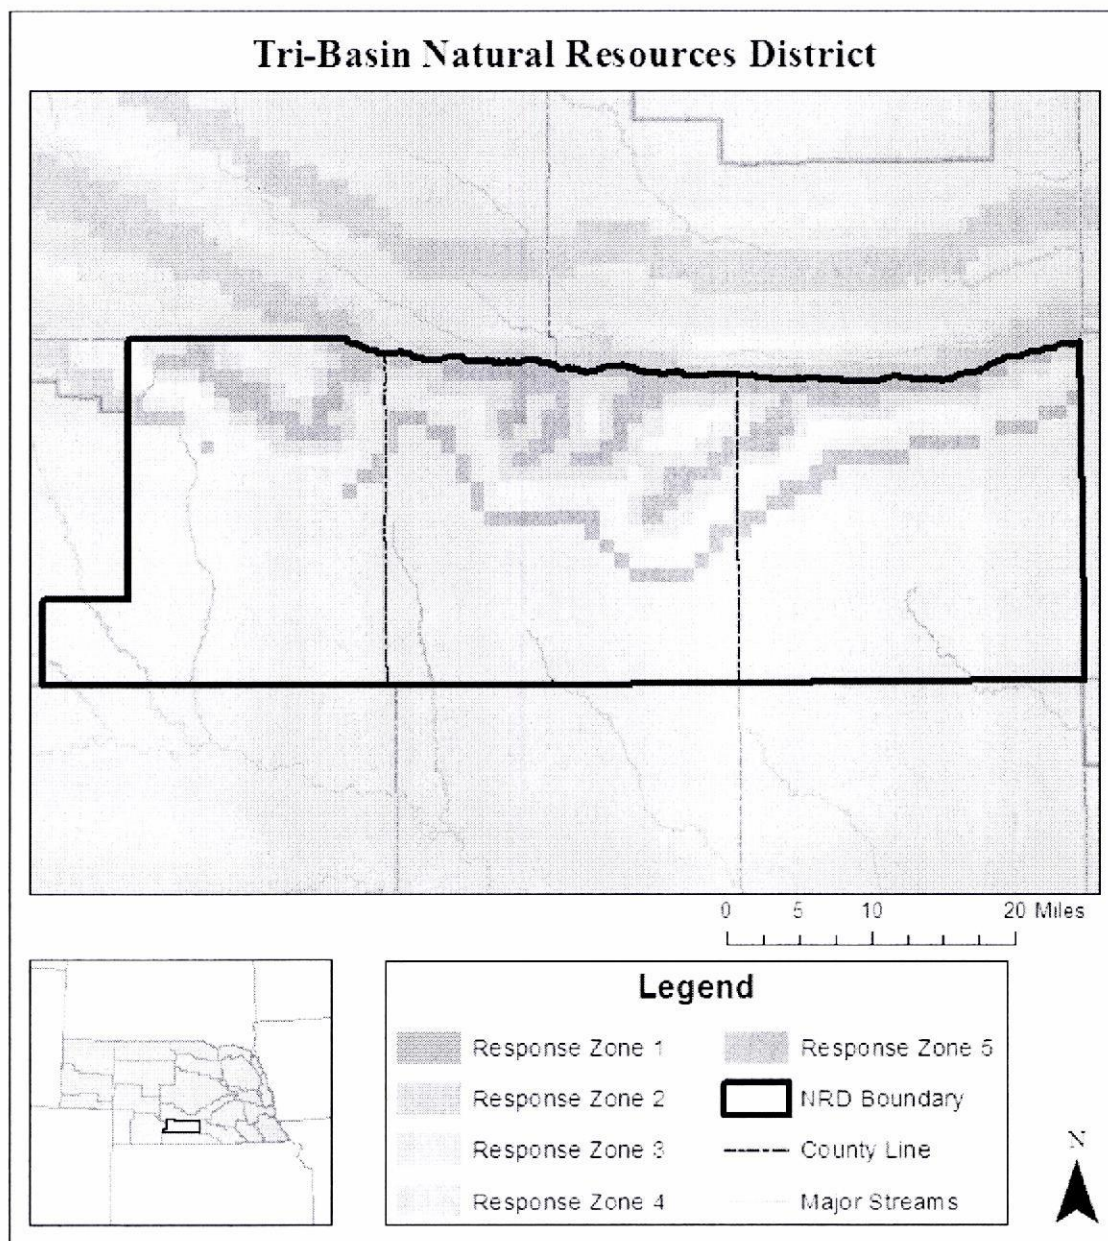 Tri-Basin Natural Resources District
0 5 10 20 Miles
Legend
Response Zone 1
Response Zone 2
Response Zone 3
Response Zone 4
Response Zone 5
NRD Boundary
County Line
Major Streams
N